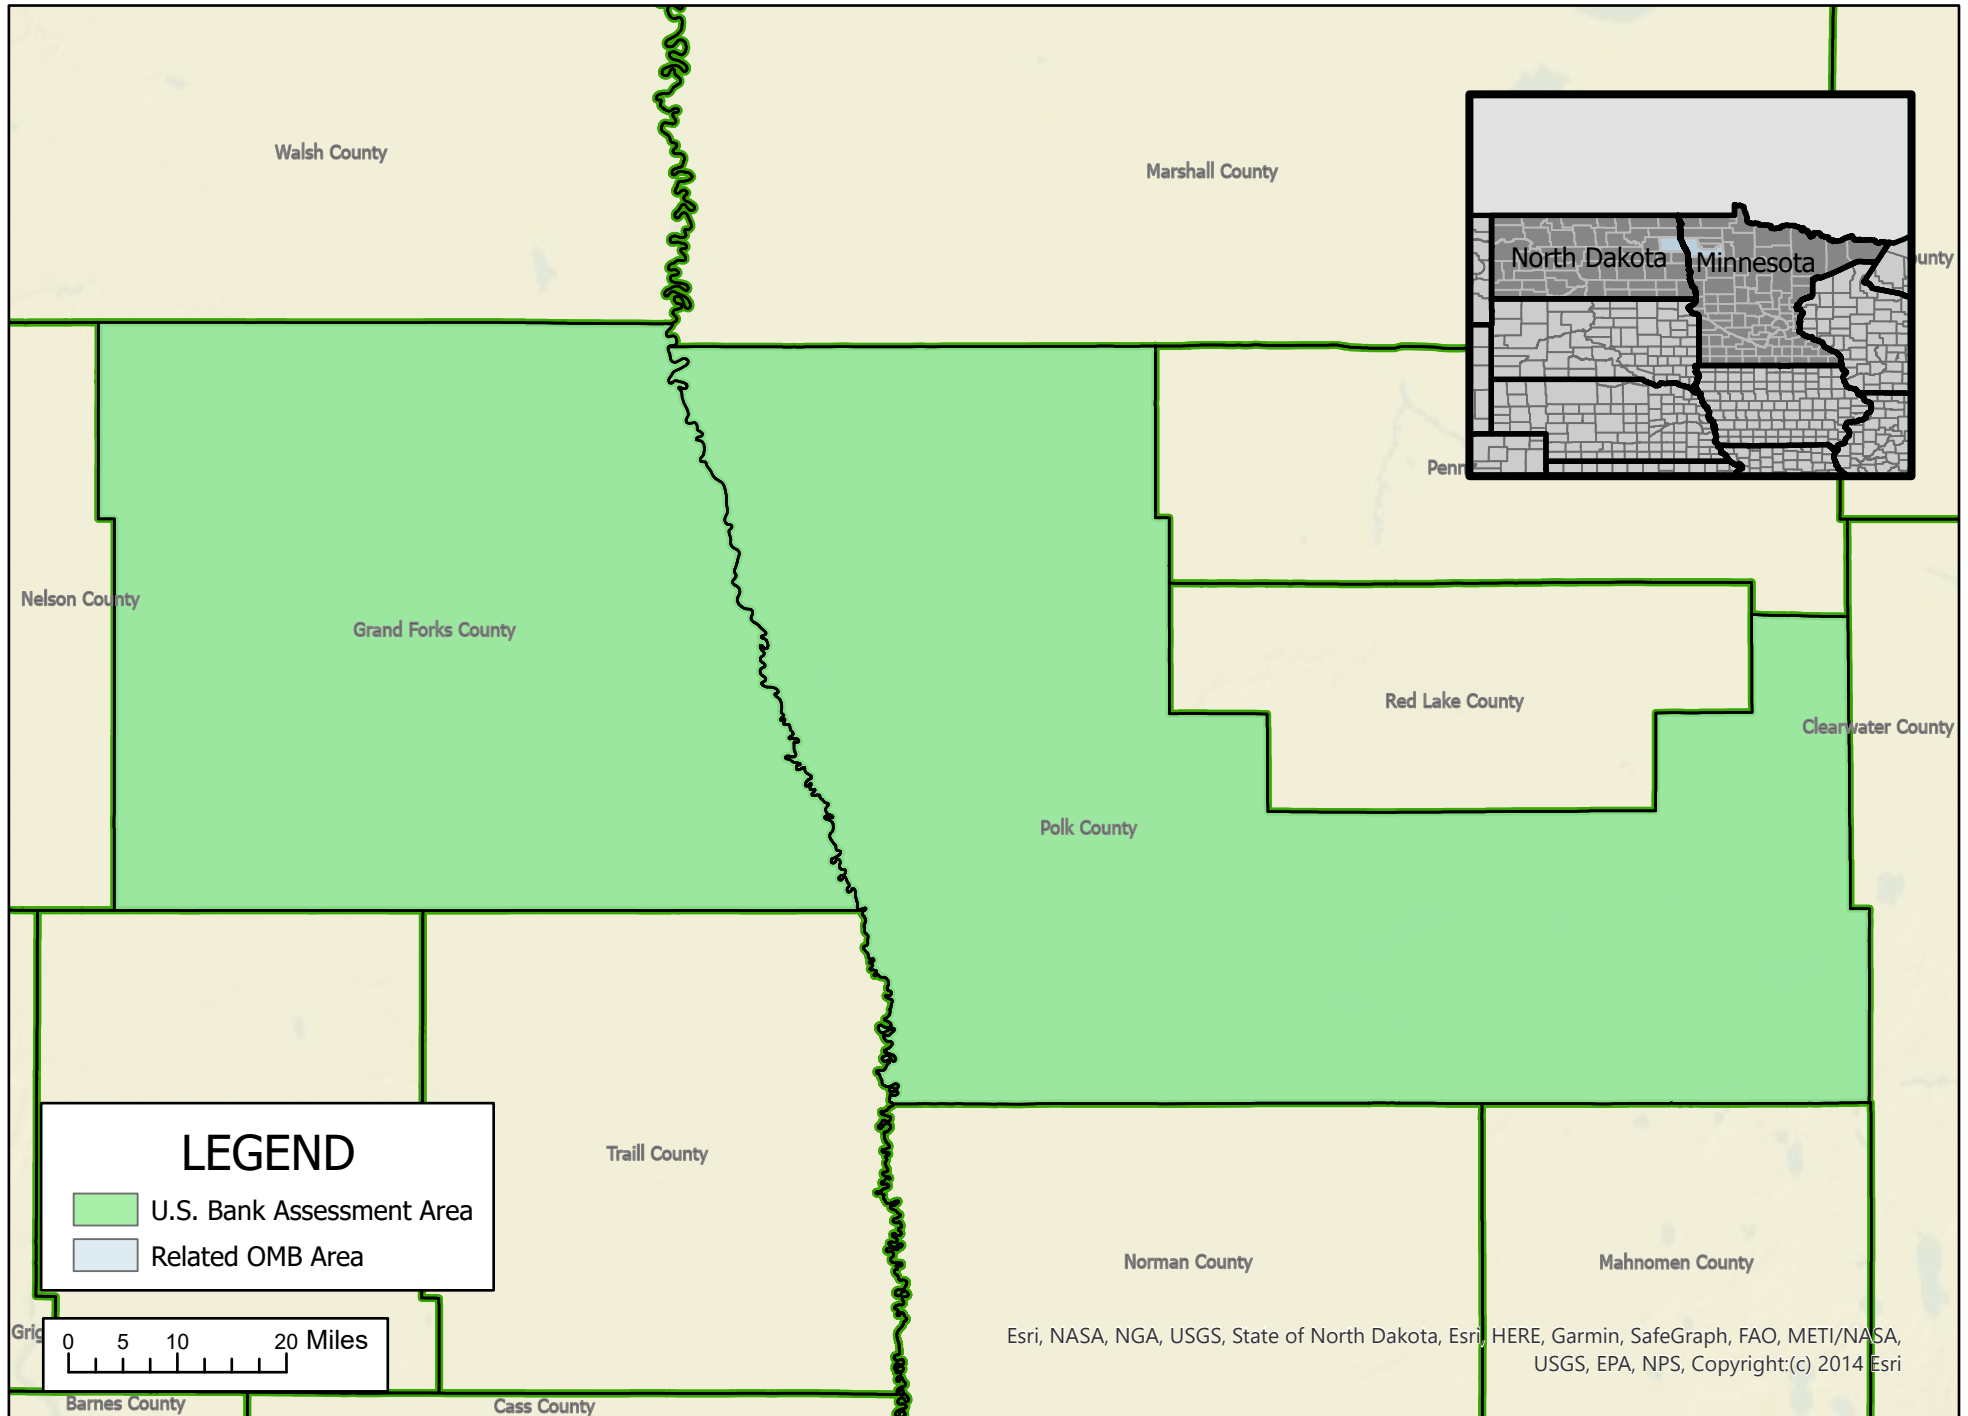 Walsh County
Marshall County
unty
North Dakota
Minnesota
Penn
Nelson County
Grand Forks County
Red Lake County
Clearwater County
Polk County
LEGEND
U.S. Bank Assessment Area
Related OMB Area
Traill County
Norman County
Mahnomen County
Grig
0 5 10 20 Miles
Esri, NASA, NGA, USGS, State of North Dakota, Esri, HERE, Garmin, SafeGraph, FAO, METI/NASA,
USGS, EPA, NPS, Copyright:(c) 2014 Esri
Barnes County
Cass County